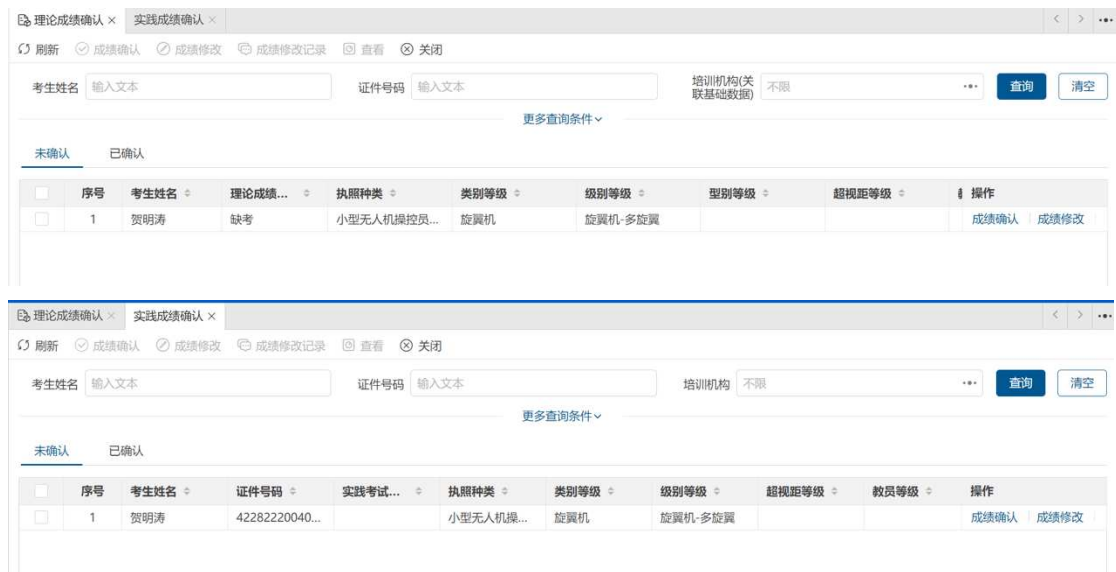 理论成绩确认 × 实践成绩确认 ×
刷新 成绩确认 成绩修改 成绩修改记录 查看 关闭
考生姓名 输入文本 证件号码 输入文本 培训机构(关联基础数据) 不限 查询 清空
更多查询条件
未确认 已确认
序号 考生姓名 理论成绩... 执照种类 类别等级 级别等级 型别等级 超视距等级 操作
1 贺明涛 缺考 小型无人机操控员... 旋翼机 旋翼机-多旋翼 成绩确认 成绩修改
理论成绩确认 × 实践成绩确认 ×
刷新 成绩确认 成绩修改 成绩修改记录 查看 关闭
考生姓名 输入文本 证件号码 输入文本 培训机构 不限 查询 清空
更多查询条件
未确认 已确认
序号 考生姓名 证件号码 实践考试... 执照种类 类别等级 级别等级 超视距等级 教员等级 操作
1 贺明涛 42282220040... 小型无人机操... 旋翼机 旋翼机-多旋翼 成绩确认 成绩修改